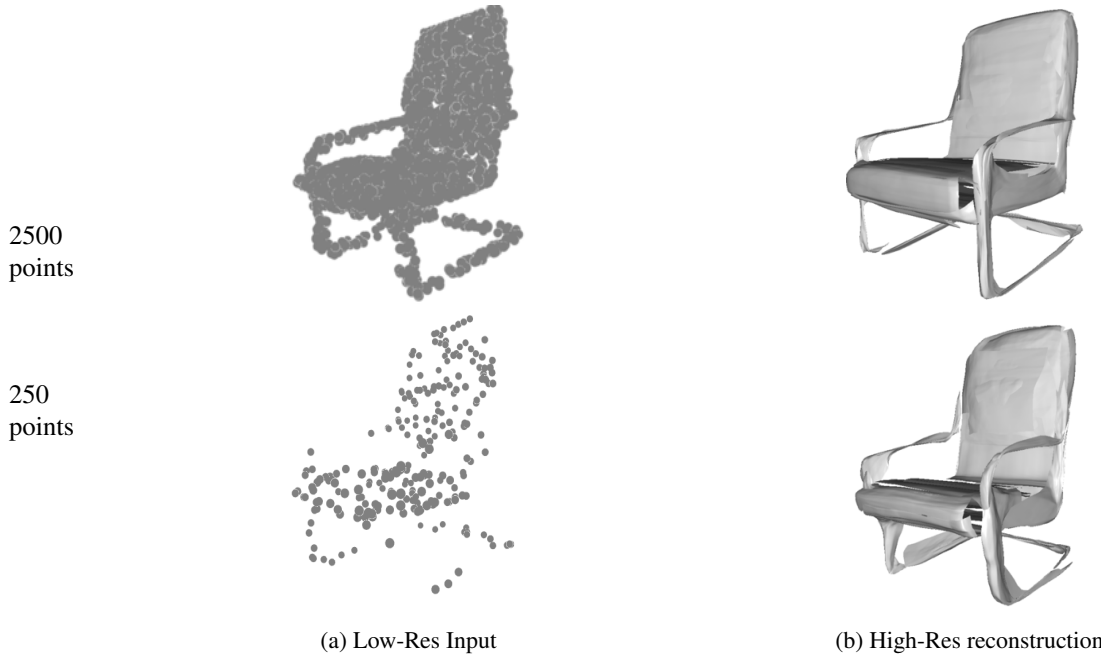 2500
points
250
points
(a) Low-Res Input
(b) High-Res reconstruction